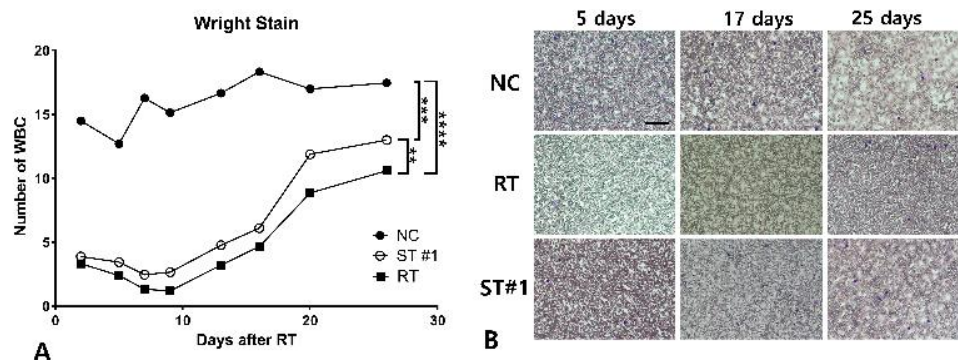 Wright Stain
Number of WBC
20
15
10
5
0
0
10
20
30
Days after RT
NC
ST #1
RT
***
**
****
A
5 days
17 days
25 days
NC
RT
ST#1
B